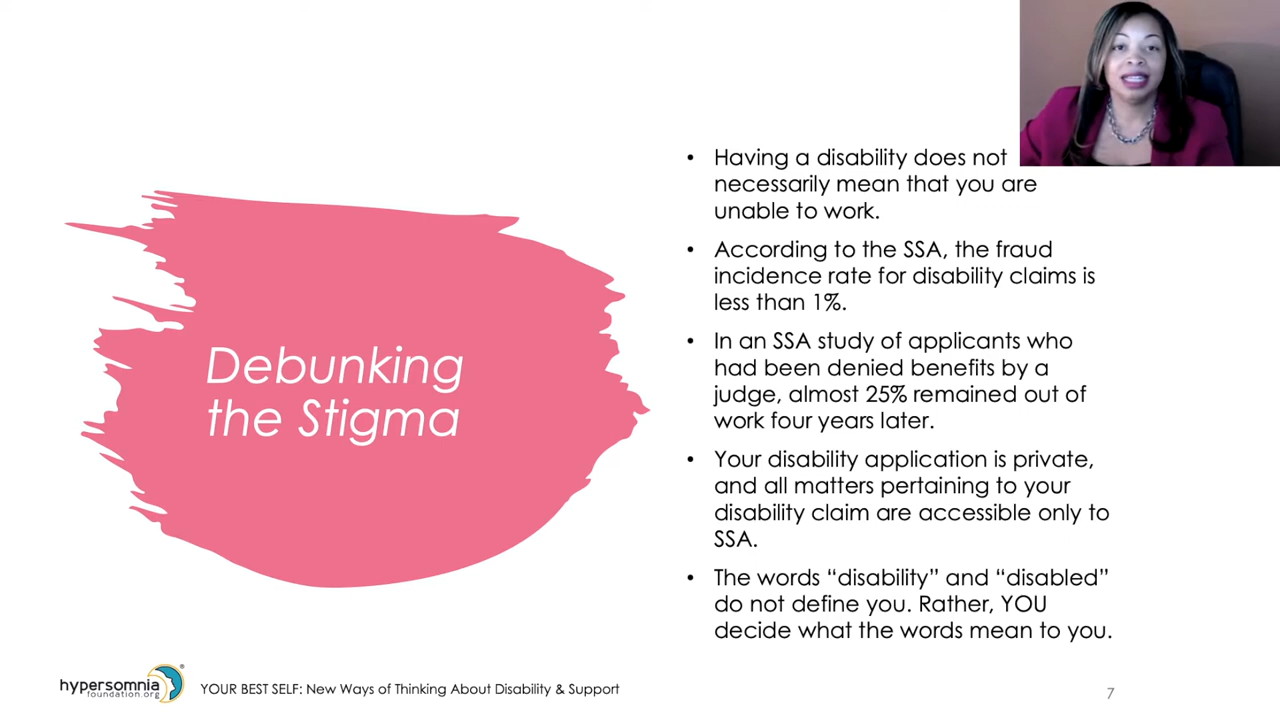 Debunking
the Stigma
• Having a disability does not
necessarily mean that you are
unable to work.
• According to the SSA, the fraud
incidence rate for disability claims is
less than 1%.
• In an SSA study of applicants who
had been denied benefits by a
judge, almost 25% remained out of
work four years later.
• Your disability application is private,
and all matters pertaining to your
disability claim are accessible only to
SSA.
• The words “disability” and “disabled”
do not define you. Rather, YOU
decide what the words mean to you.
hypersomnia
foundation.org
®
YOUR BEST SELF: New Ways of Thinking About Disability & Support
7